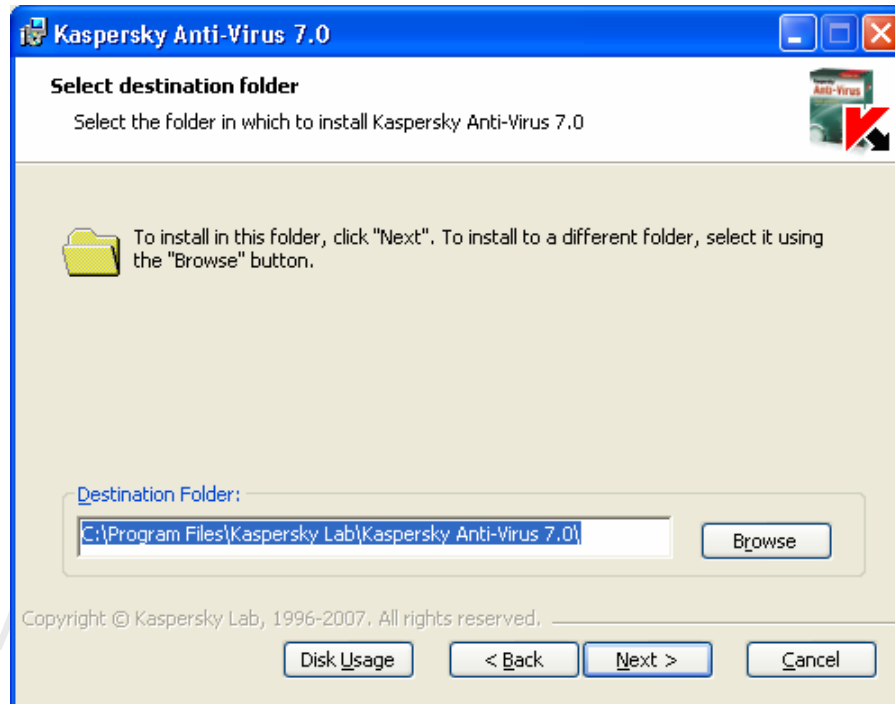 Kaspersky Anti-Virus 7.0
Select destination folder
Select the folder in which to install Kaspersky Anti-Virus 7.0
Anti-Virus
To install in this folder, click "Next". To install to a different folder, select it using
the "Browse" button.
Destination Folder:
C:\Program Files\Kaspersky Lab\Kaspersky Anti-Virus 7.0\
Browse
Copyright © Kaspersky Lab, 1996-2007. All rights reserved.
Disk Usage
< Back
Next >
Cancel